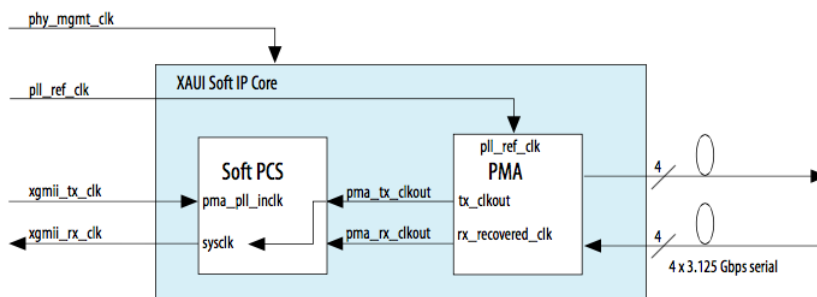 phy_mgmt_clk
XAUI Soft IP Core
pll_ref_clk
pll_ref_clk
Soft PCS
PMA
4
xgmii_tx_clk
pma_pll_inclk
pma_tx_clkout
tx_clkout
xgmii_rx_clk
sysclk
pma_rx_clkout
rx_recovered_clk
4
4 x 3.125 Gbps serial